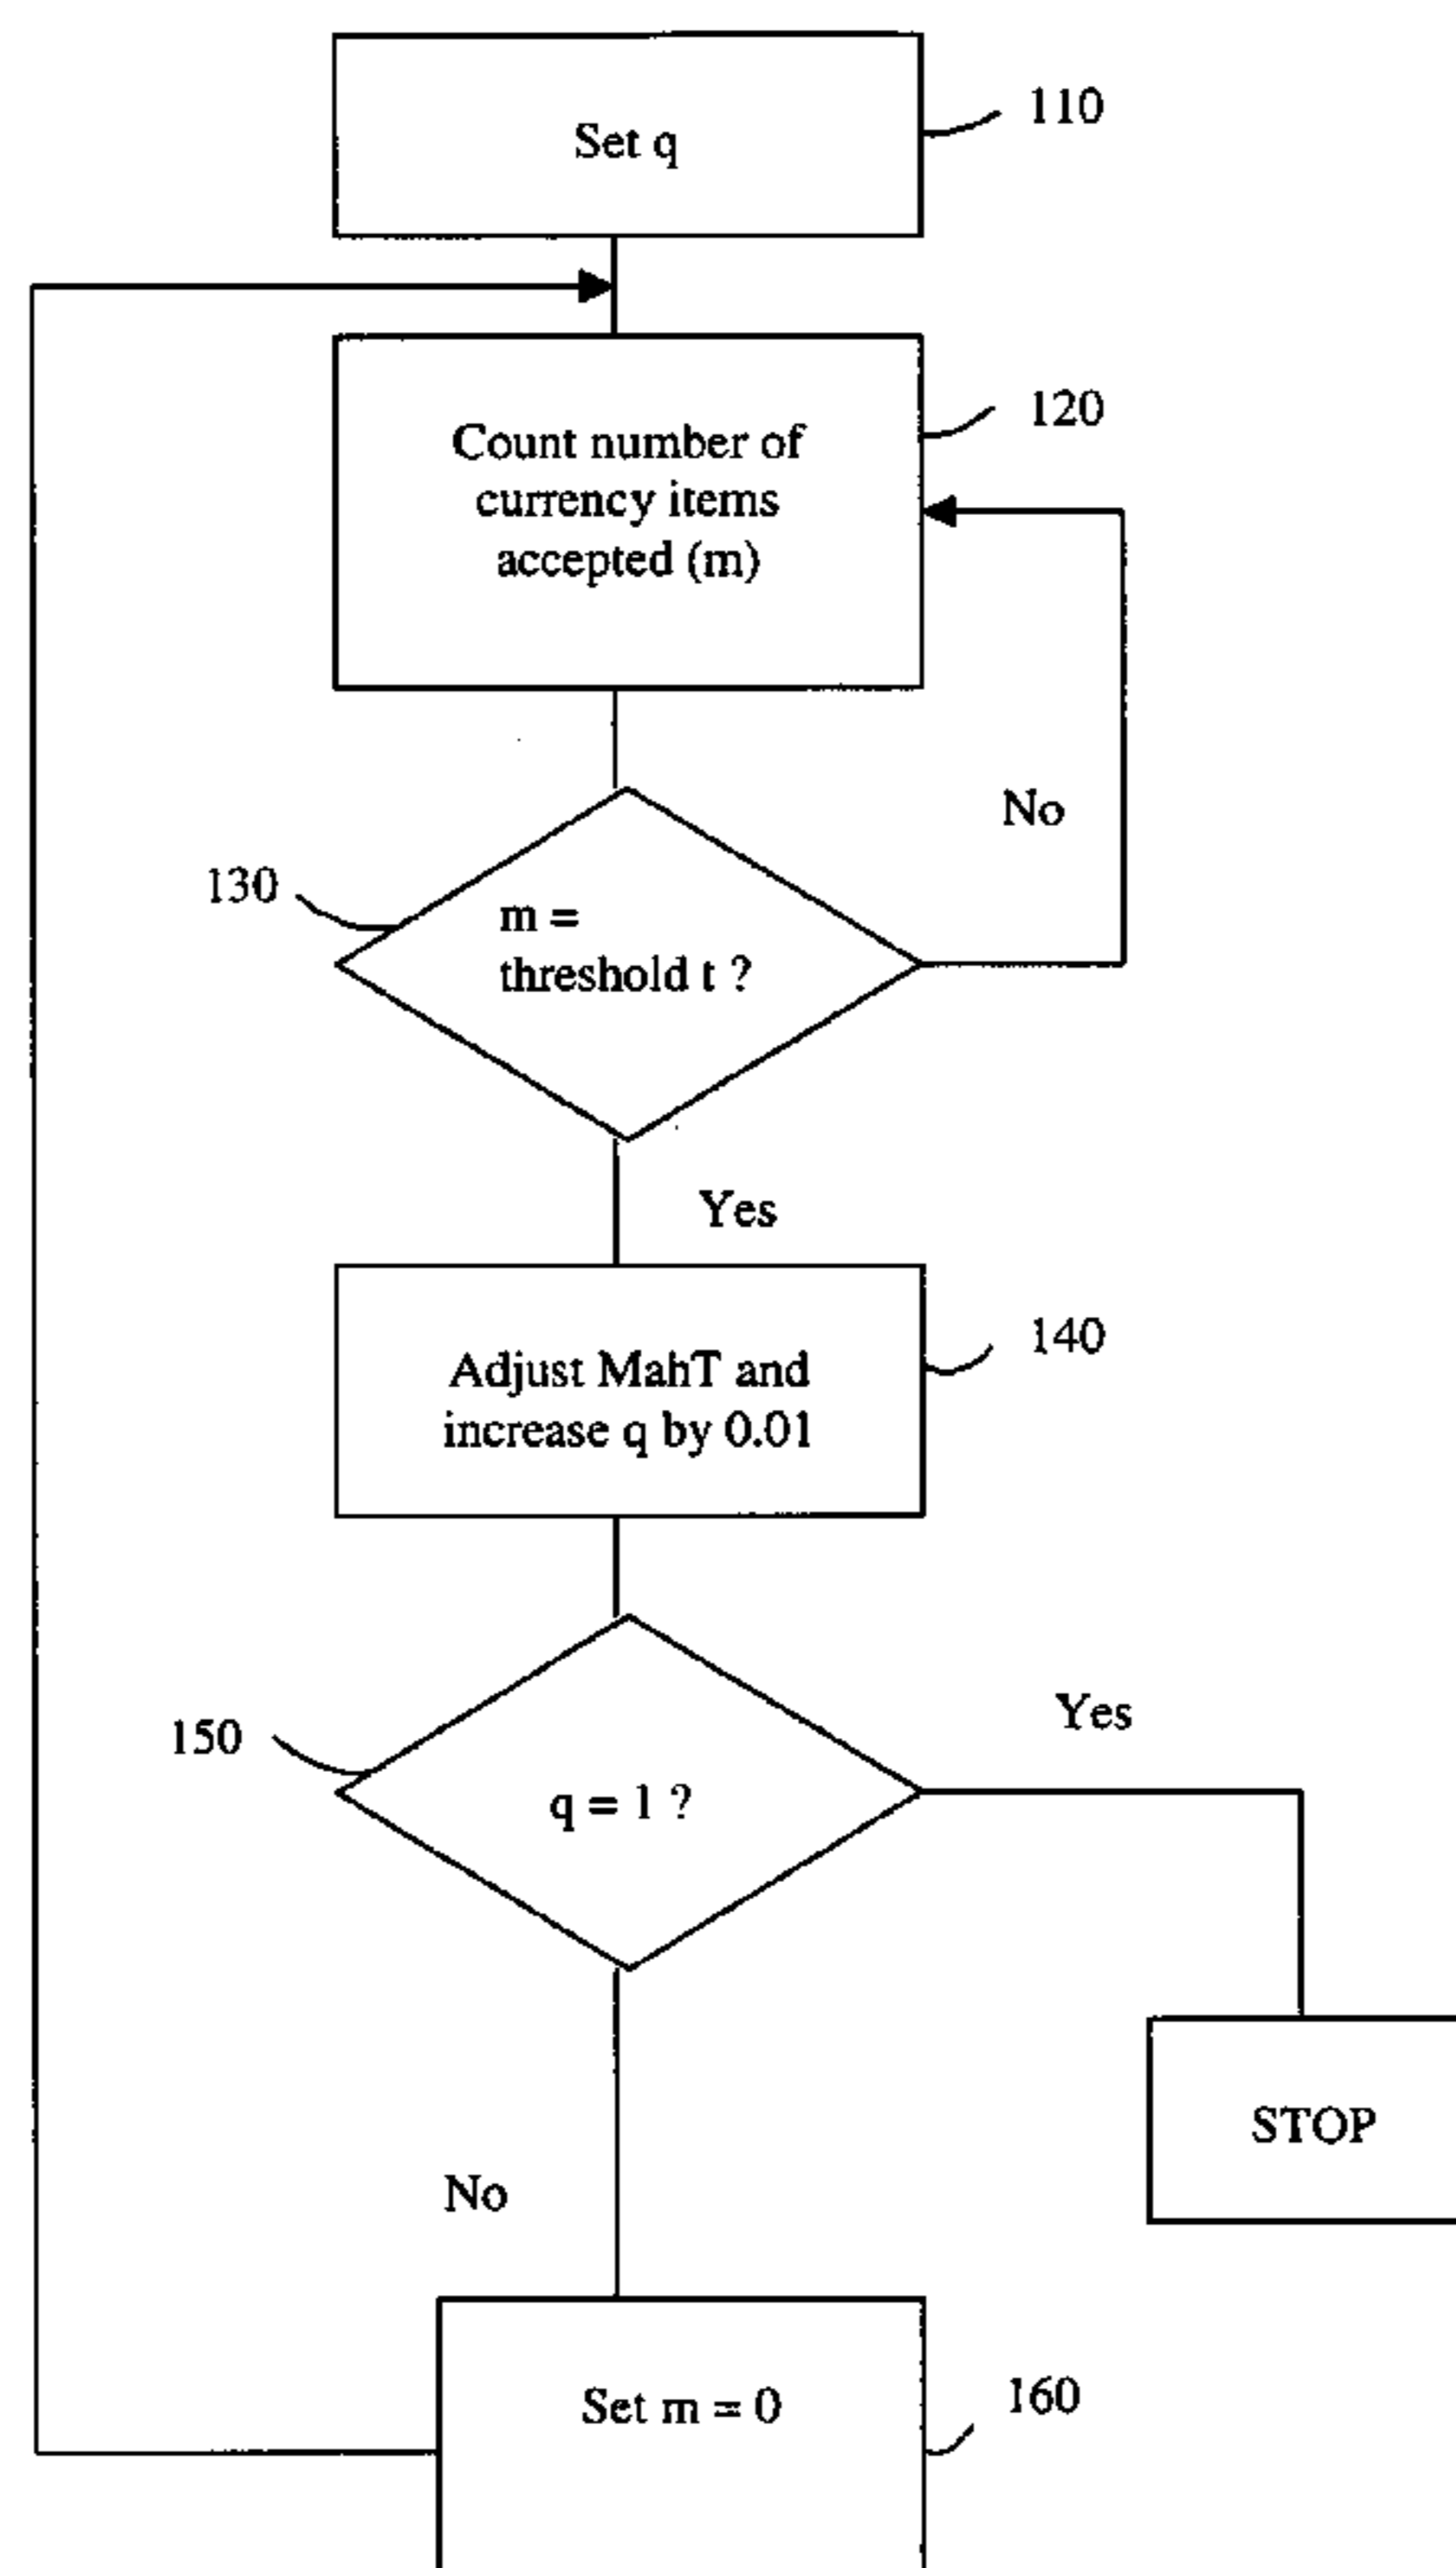 Set q
110
Count number of
currency items
accepted (m)
120
No
130
m =
threshold t ?
Yes
Adjust MahT and
increase q by 0.01
140
150
q = 1 ?
Yes
STOP
No
Set m = 0
160